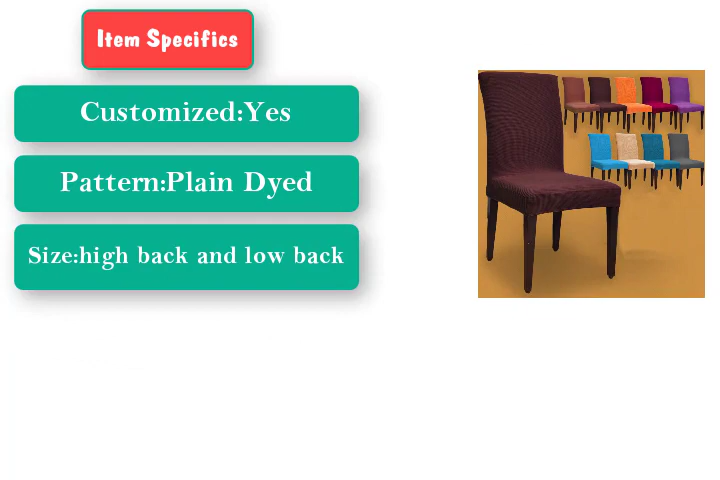 Item Specifics
Customized:Yes
Pattern:Plain Dyed
Size:high back and low back